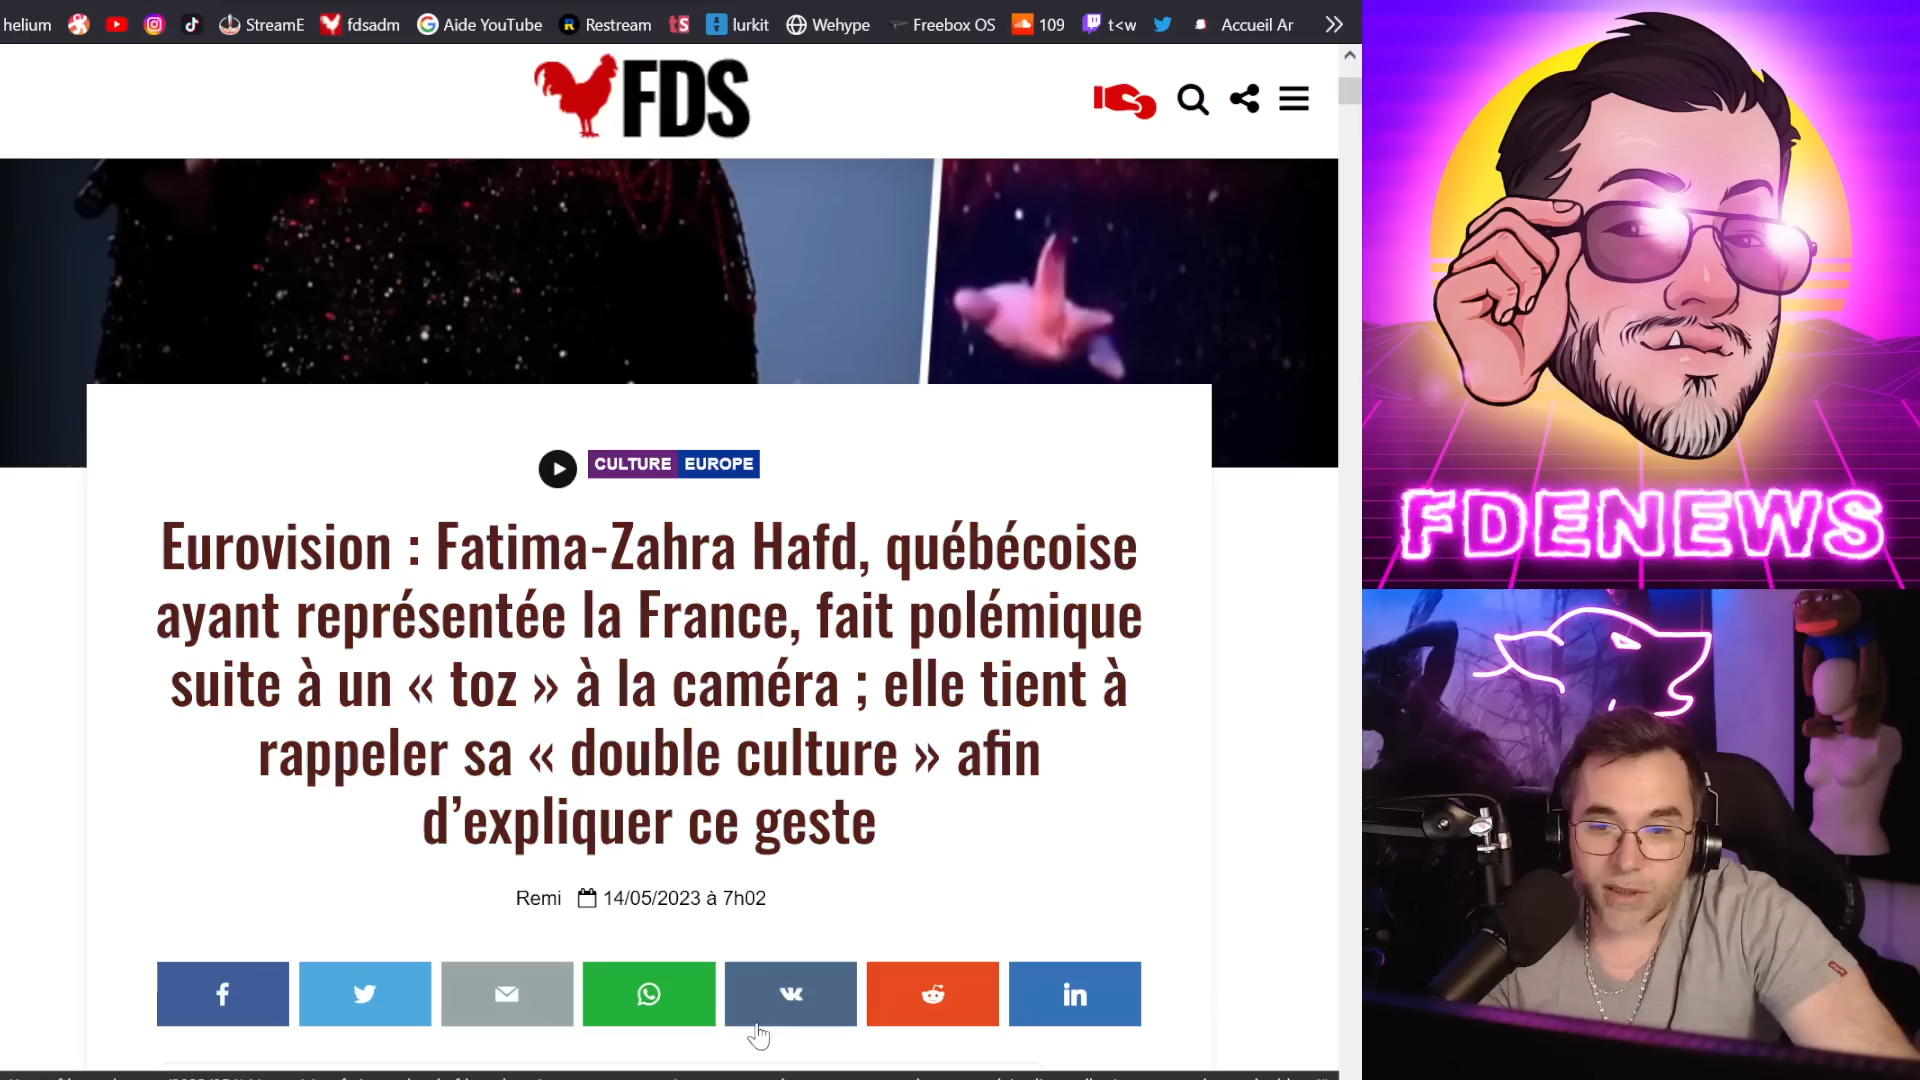 helium
StreamE
fdsadm
Aide YouTube
Restream
tS
lurkit
Wehype
Freebox OS
109
t<w
Accueil Ar
FDS
CULTURE EUROPE
Eurovision : Fatima-Zahra Hafd, québécoise
ayant représentée la France, fait polémique
suite à un « toz » à la caméra ; elle tient à
rappeler sa « double culture » afin
d’expliquer ce geste
Remi 14/05/2023 à 7h02
FDENEWS